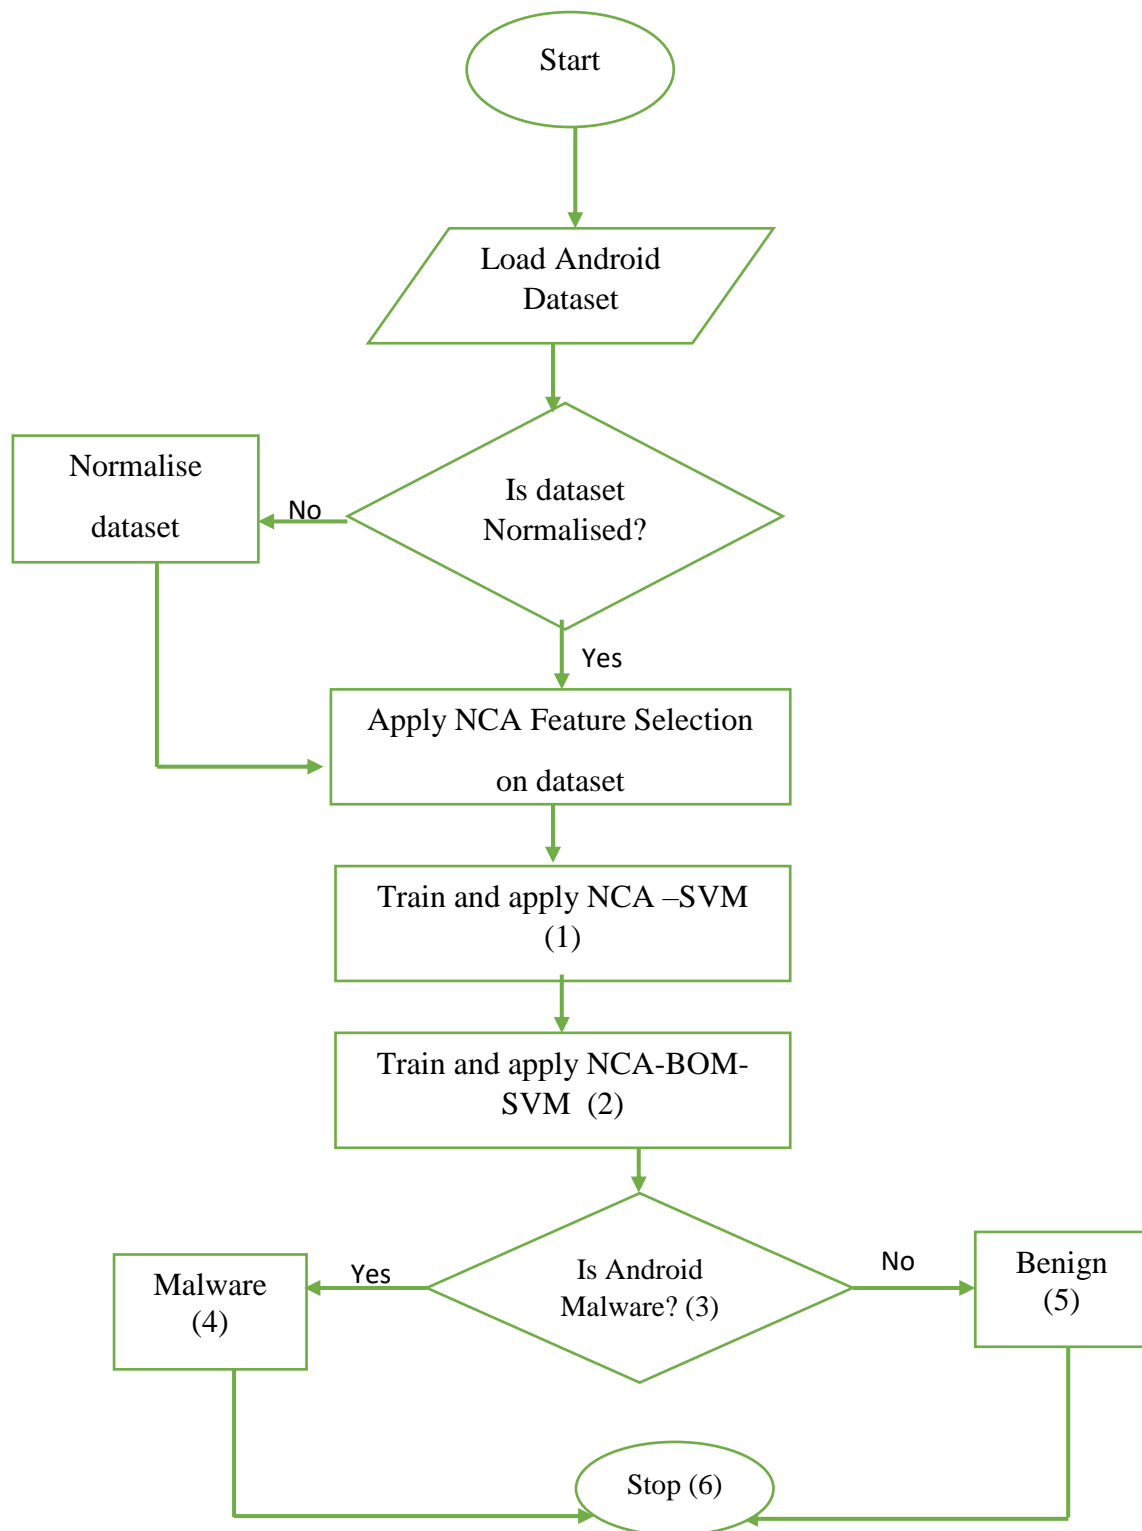 Start
Load Android
Dataset
Is dataset
Normalised?
No
Normalise
dataset
Yes
Apply NCA Feature Selection
on dataset
Train and apply NCA –SVM
(1)
Train and apply NCA-BOM-
SVM (2)
Is Android
Malware? (3)
Yes
Malware
(4)
No
Benign
(5)
Stop (6)